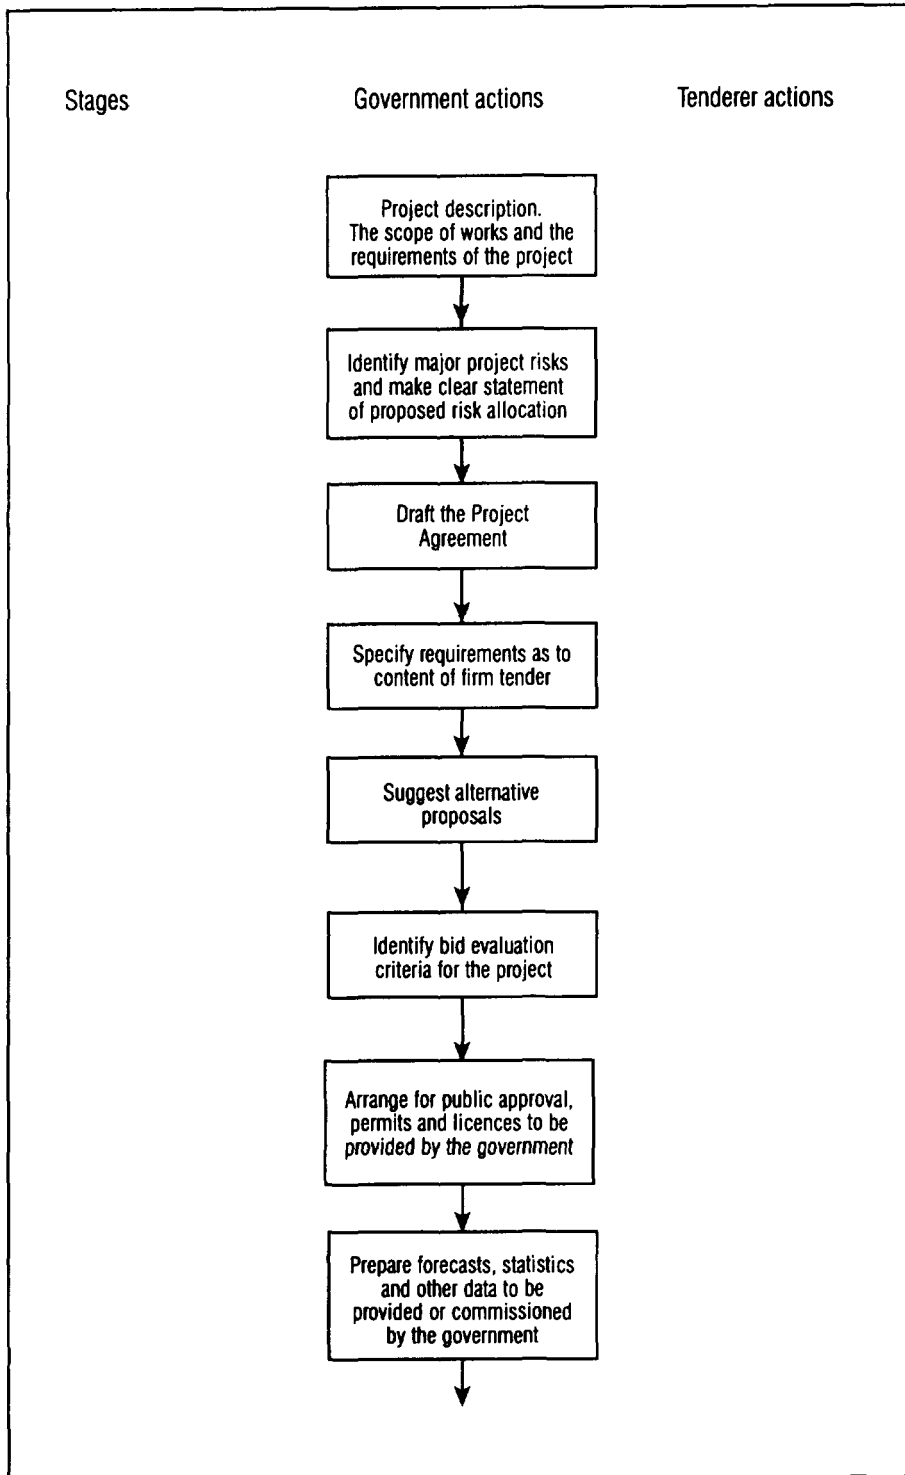 Stages
Government actions
Tenderer actions
Project description.
The scope of works and the
requirements of the project
Identify major project risks
and make clear statement
of proposed risk allocation
Draft the Project
Agreement
Specify requirements as to
content of firm tender
Suggest alternative
proposals
Identify bid evaluation
criteria for the project
Arrange for public approval,
permits and licences to be
provided by the government
Prepare forecasts, statistics
and other data to be
provided or commissioned
by the government